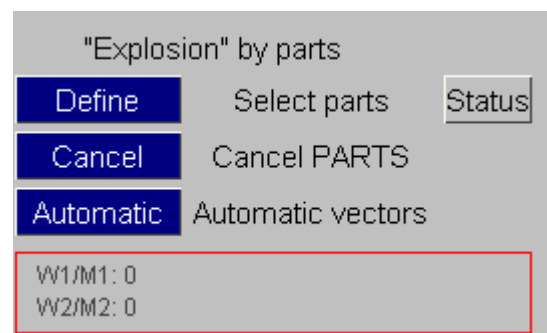 "Explosion" by parts
Define Select parts Status
Cancel Cancel PARTS
Automatic Automatic vectors
W1/M1: 0
W2/M2: 0